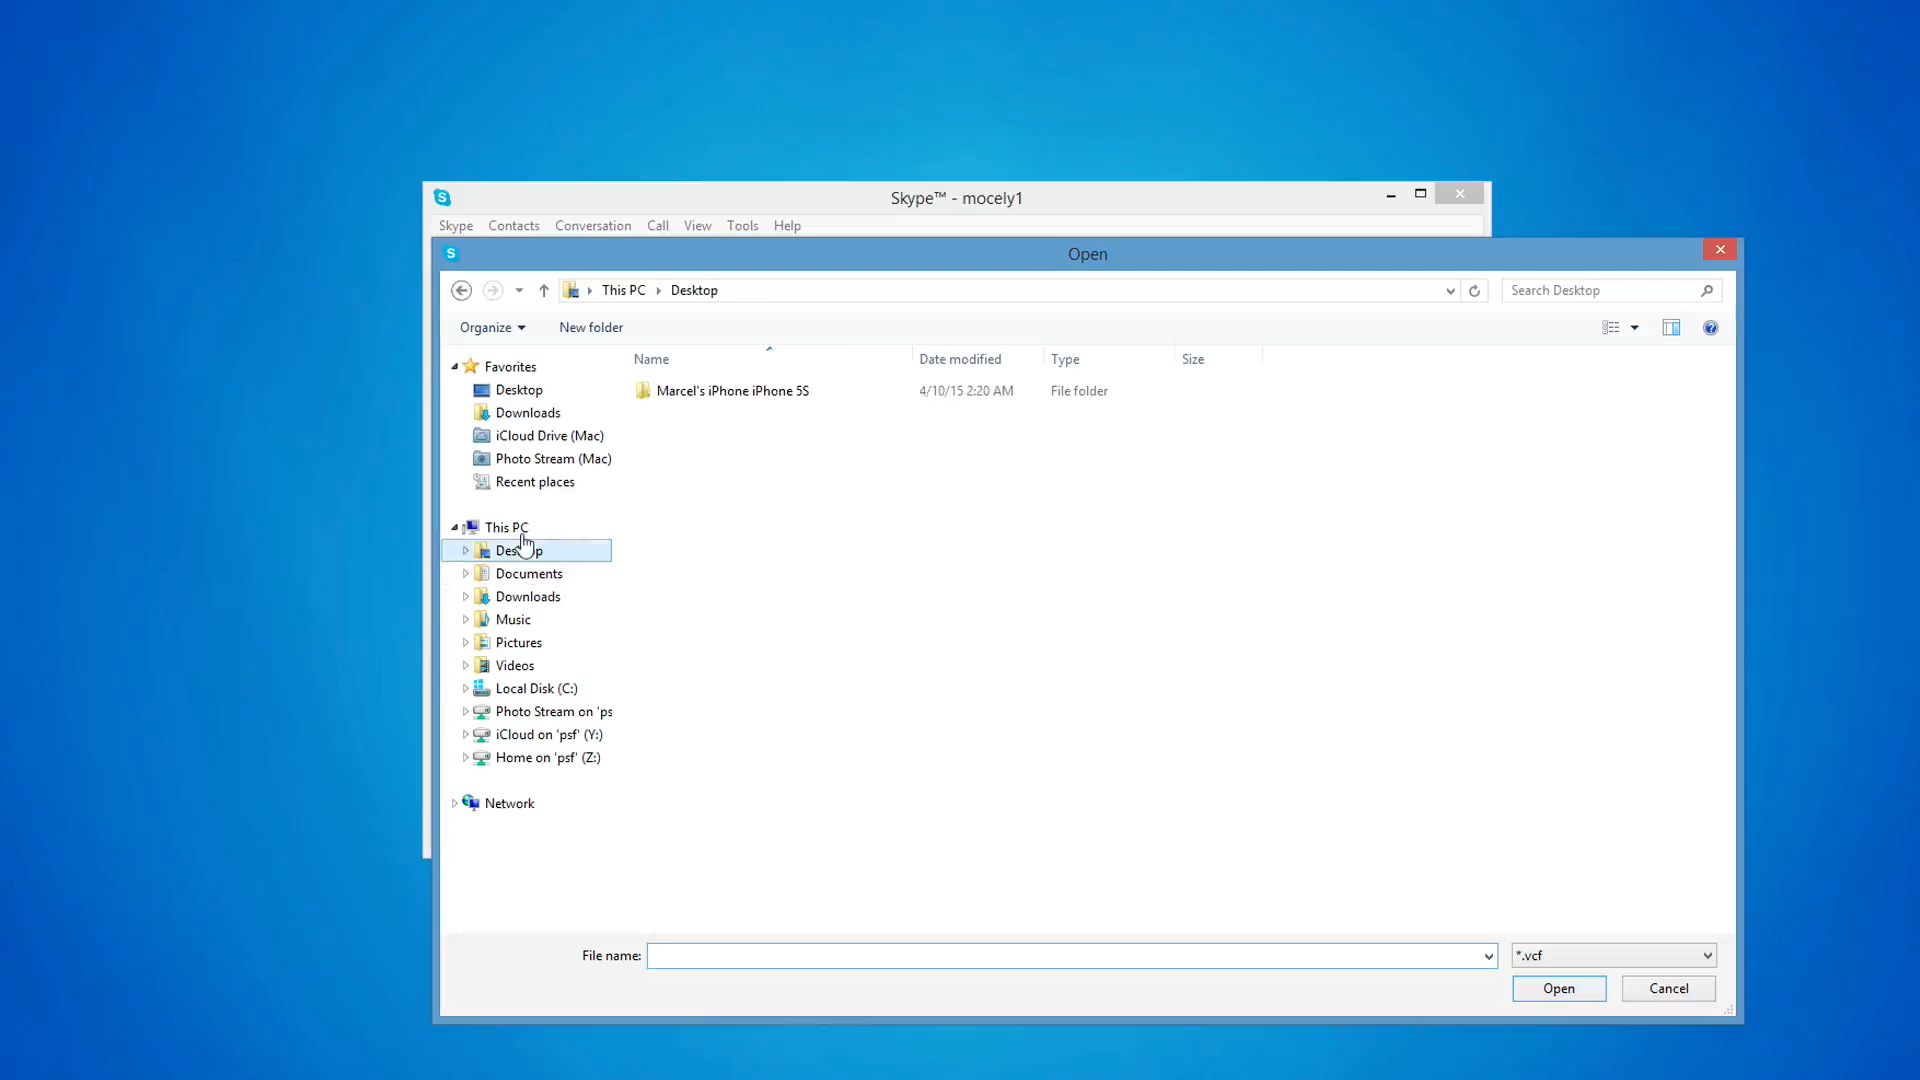 Skype™ - mocely1
Skype Contacts Conversation Call View Tools Help
Open
This PC Desktop
Search Desktop
Organize New folder
Name Date modified Type Size
Marcel's iPhone iPhone 5S 4/10/15 2:20 AM File folder
Favorites
Desktop
Downloads
iCloud Drive (Mac)
Photo Stream (Mac)
Recent places
This PC
Desktop
Documents
Downloads
Music
Pictures
Videos
Local Disk (C:)
Photo Stream on 'ps
iCloud on 'psf' (Y:)
Home on 'psf' (Z:)
Network
File name:
*.vcf
Open Cancel